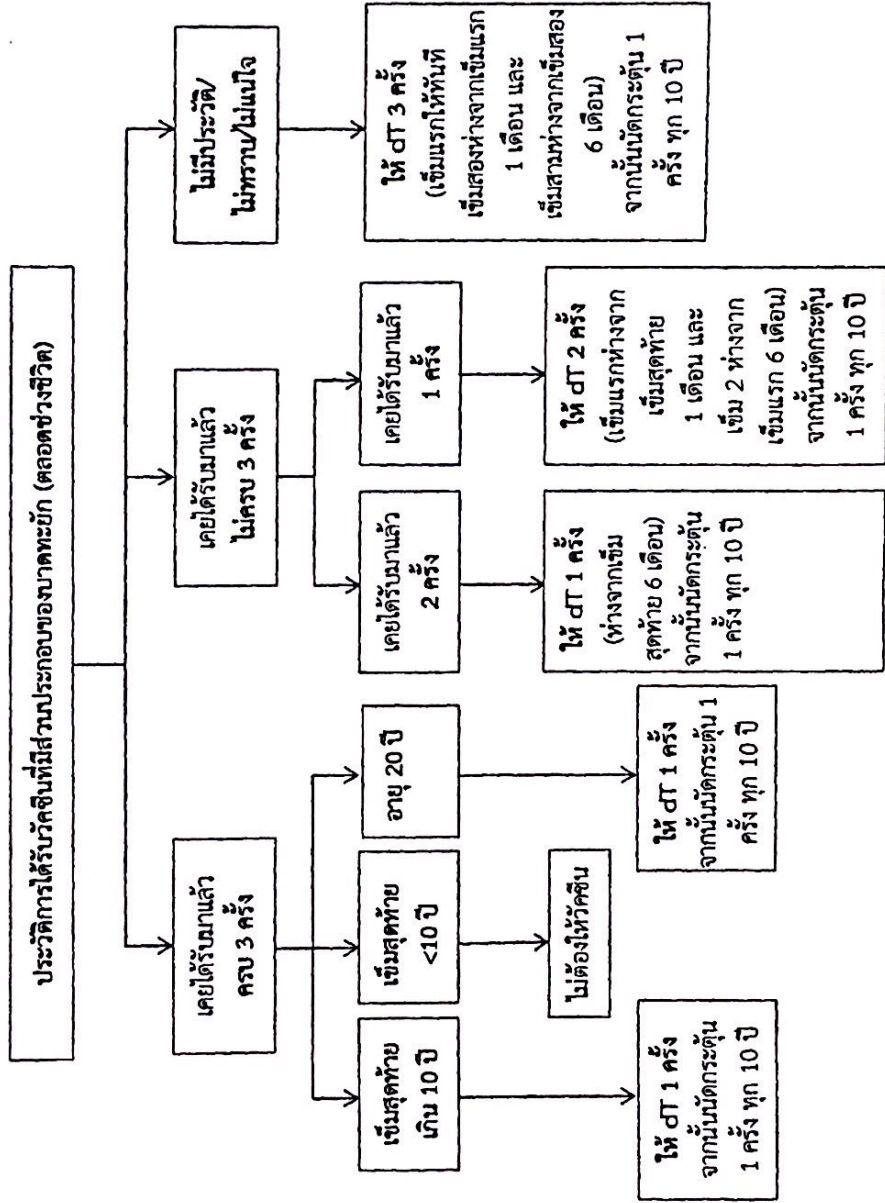 ประวัติการได้รับวัคซีนที่มีส่วนประกอบของบาดทะยัก (ตลอดช่วงชีวิต)
เคยได้รับมาแล้ว
ครบ 3 ครั้ง
เคยได้รับมาแล้ว
ไม่ครบ 3 ครั้ง
ไม่มีประวัติ/
ไม่ทราบ/ไม่แน่ใจ
เข็มสุดท้าย
เกิน 10 ปี
เข็มสุดท้าย
<10 ปี
อายุ 20 ปี
เคยได้รับมาแล้ว
2 ครั้ง
เคยได้รับมาแล้ว
1 ครั้ง
ให้ dT 3 ครั้ง
(เข็มแรกให้ทันที
เข็มสองห่างจากเข็มแรก
1 เดือน และ
เข็มสามห่างจากเข็มสอง
6 เดือน)
จากนั้นนัดกระตุ้น 1
ครั้ง ทุก 10 ปี
ให้ dT 1 ครั้ง
จากนั้นนัดกระตุ้น
1 ครั้ง ทุก 10 ปี
ไม่ต้องให้วัคซีน
ให้ dT 1 ครั้ง
จากนั้นนัดกระตุ้น 1
ครั้ง ทุก 10 ปี
ให้ dT 1 ครั้ง
(ห่างจากเข็ม
สุดท้าย 6 เดือน)
จากนั้นนัดกระตุ้น
1 ครั้ง ทุก 10 ปี
ให้ dT 2 ครั้ง
(เข็มแรกห่างจาก
เข็มสุดท้าย
1 เดือน และ
เข็ม 2 ห่างจาก
เข็มแรก 6 เดือน)
จากนั้นนัดกระตุ้น
1 ครั้ง ทุก 10 ปี